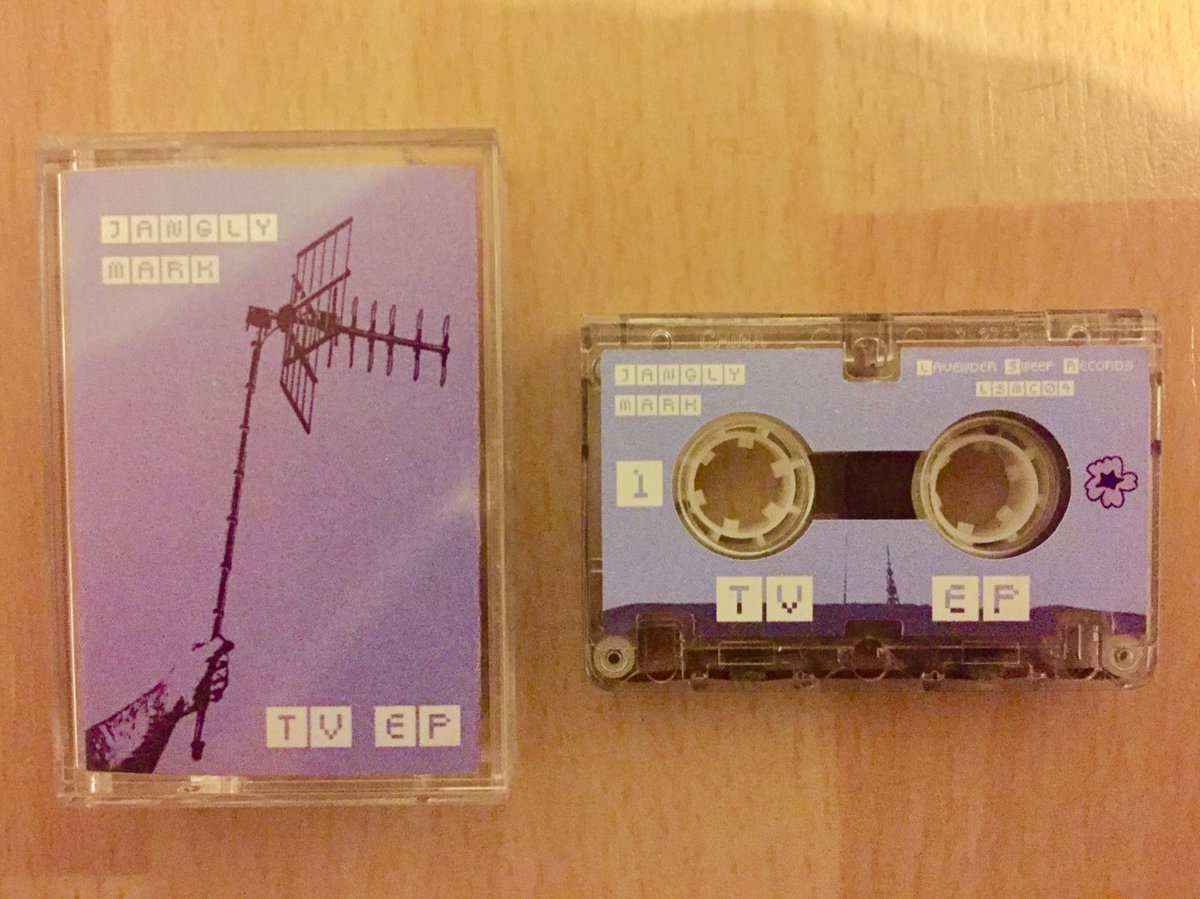 JANGLY
MARK
TV EP
JANGLY
MARK
LAVENDER SWEEP RECORDS
LSMC04
1
TV EP